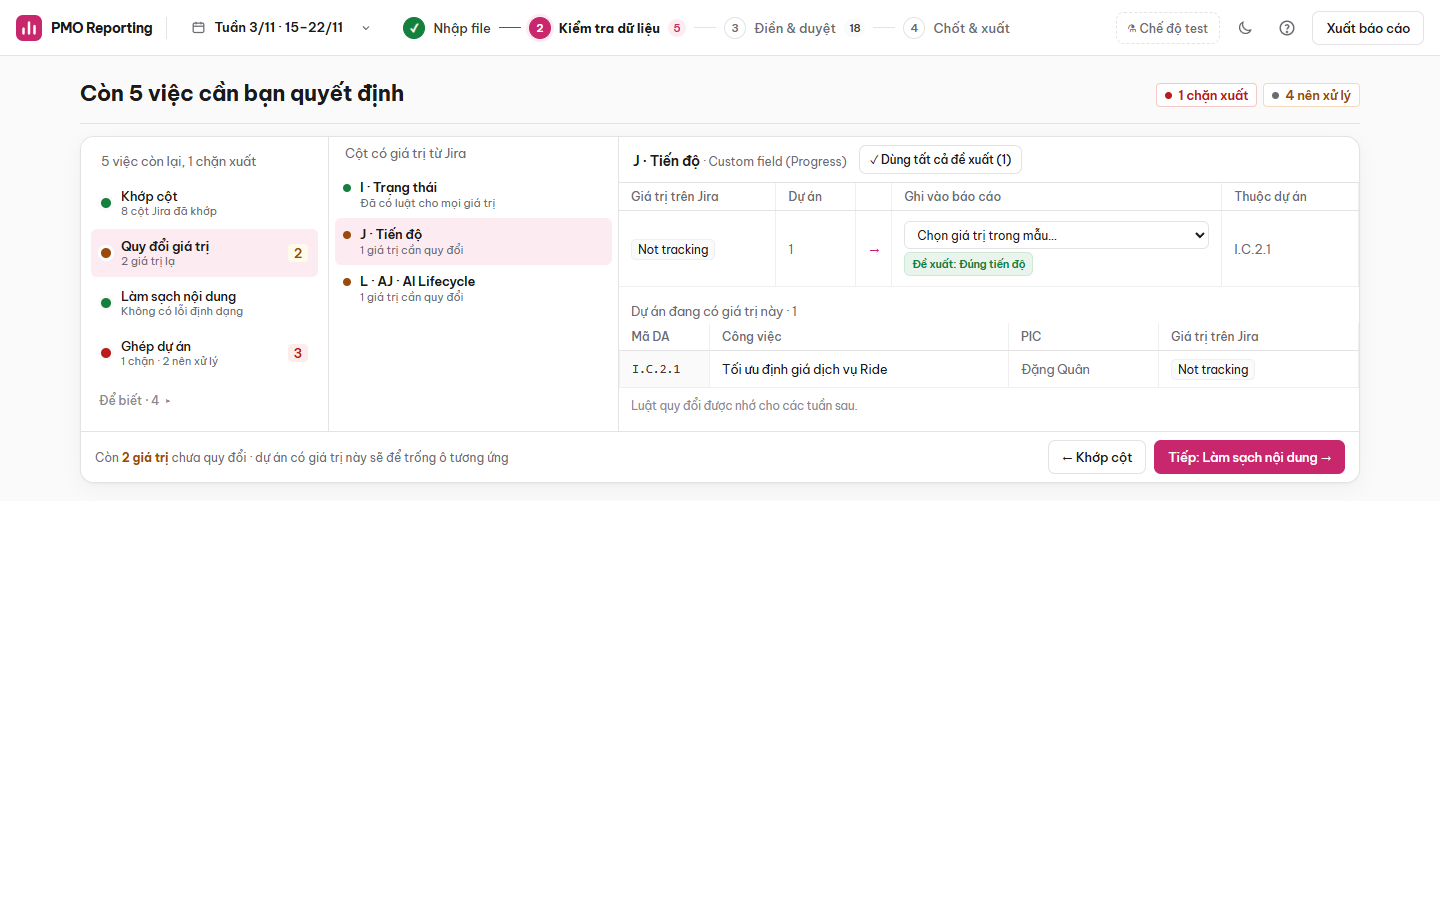 PMO Reporting
Tuần 3/11 · 15–22/11
Nhập file
2 Kiểm tra dữ liệu 5
3 Điền & duyệt 18
4 Chốt & xuất
Chế độ test
Xuất báo cáo
Còn 5 việc cần bạn quyết định
1 chặn xuất
4 nên xử lý
5 việc còn lại, 1 chặn xuất
Khớp cột
8 cột Jira đã khớp
Quy đổi giá trị
2 giá trị lạ
2
Làm sạch nội dung
Không có lỗi định dạng
Ghép dự án
1 chặn · 2 nên xử lý
3
Để biết · 4 ▸
Cột có giá trị từ Jira
I · Trạng thái
Đã có luật cho mọi giá trị
J · Tiến độ
1 giá trị cần quy đổi
L · AJ · AI Lifecycle
1 giá trị cần quy đổi
J · Tiến độ · Custom field (Progress)
✓ Dùng tất cả đề xuất (1)
Giá trị trên Jira Dự án Ghi vào báo cáo Thuộc dự án
Not tracking 1 → Chọn giá trị trong mẫu... I.C.2.1
Đề xuất: Đúng tiến độ
Dự án đang có giá trị này · 1
Mã DA Công việc PIC Giá trị trên Jira
I.C.2.1 Tối ưu định giá dịch vụ Ride Đặng Quân Not tracking
Luật quy đổi được nhớ cho các tuần sau.
Còn 2 giá trị chưa quy đổi · dự án có giá trị này sẽ để trống ô tương ứng
← Khớp cột
Tiếp: Làm sạch nội dung →